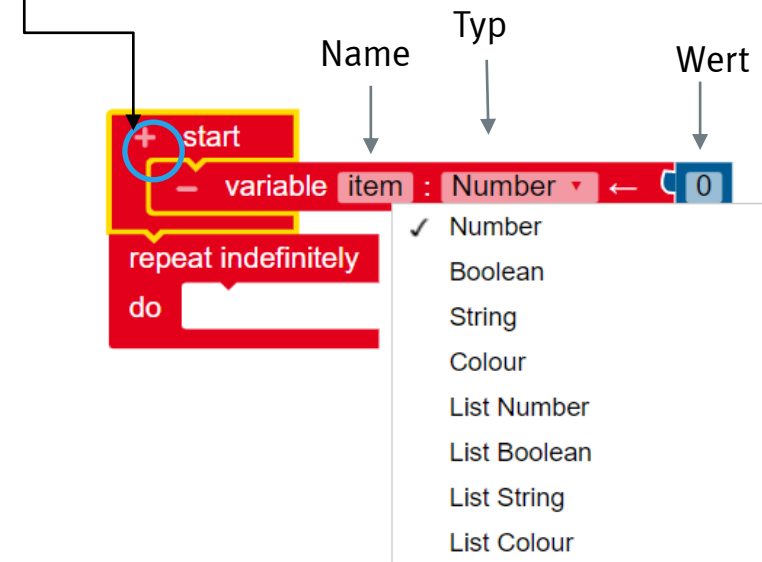 Name
Typ
Wert
+ start
– variable item : Number ▾ ← 0
repeat indefinitely
do
✓ Number
Boolean
String
Colour
List Number
List Boolean
List String
List Colour